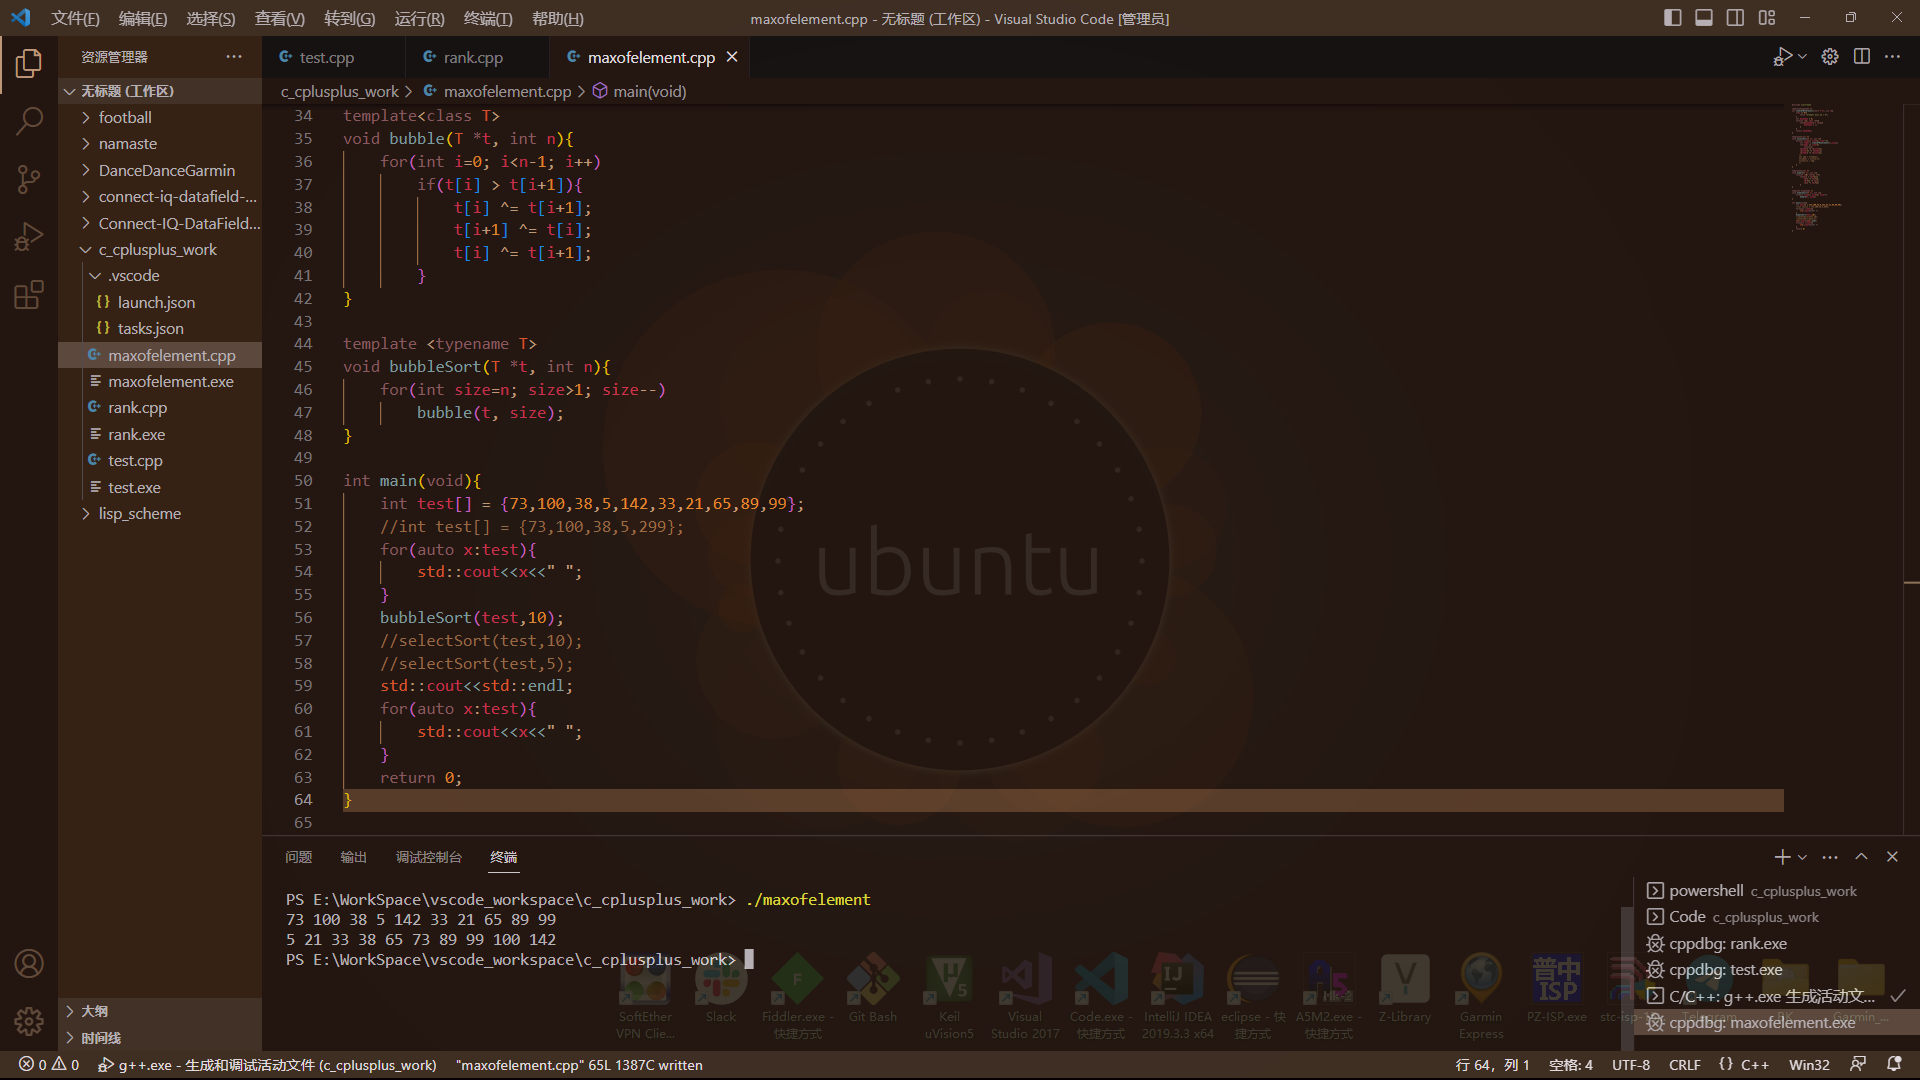 文件(F) 编辑(E) 选择(S) 查看(V) 转到(G) 运行(R) 终端(T) 帮助(H) maxofelement.cpp - 无标题 (工作区) - Visual Studio Code [管理员]
资源管理器
无标题 (工作区)
football
namaste
DanceDanceGarmin
connect-iq-datafield-...
Connect-IQ-DataField...
c_cplusplus_work
.vscode
launch.json
tasks.json
maxofelement.cpp
maxofelement.exe
rank.cpp
rank.exe
test.cpp
test.exe
lisp_scheme
大纲
时间线
test.cpp rank.cpp maxofelement.cpp
c_cplusplus_work > maxofelement.cpp > main(void)
34 template<class T>
35 void bubble(T *t, int n){
36 for(int i=0; i<n-1; i++)
37 if(t[i] > t[i+1]){
38 t[i] ^= t[i+1];
39 t[i+1] ^= t[i];
40 t[i] ^= t[i+1];
41 }
42 }
43
44 template <typename T>
45 void bubbleSort(T *t, int n){
46 for(int size=n; size>1; size--)
47 bubble(t, size);
48 }
49
50 int main(void){
51 int test[] = {73,100,38,5,142,33,21,65,89,99};
52 //int test[] = {73,100,38,5,299};
53 for(auto x:test){
54 std::cout<<x<<" ";
55 }
56 bubbleSort(test,10);
57 //selectSort(test,10);
58 //selectSort(test,5);
59 std::cout<<std::endl;
60 for(auto x:test){
61 std::cout<<x<<" ";
62 }
63 return 0;
64 }
65
ubuntu
问题 输出 调试控制台 终端
PS E:\WorkSpace\vscode_workspace\c_cplusplus_work> ./maxofelement
73 100 38 5 142 33 21 65 89 99
5 21 33 38 65 73 89 99 100 142
PS E:\WorkSpace\vscode_workspace\c_cplusplus_work>
powershell c_cplusplus_work
Code c_cplusplus_work
cppdbg: rank.exe
cppdbg: test.exe
C/C++: g++.exe 生成活动文...
cppdbg: maxofelement.exe
SoftEther VPN Clie...
Slack
Fiddler.exe - 快捷方式
Git Bash
Keil uVision5
Visual Studio 2017
Code.exe - 快捷方式
IntelliJ IDEA 2019.3.3 x64
eclipse - 快捷方式
A5M2.exe - 快捷方式
Z-Library
Garmin Express
普中 ISP
PZ-ISP.exe
0 0 g++.exe - 生成和调试活动文件 (c_cplusplus_work) "maxofelement.cpp" 65L 1387C written 行 64，列 1 空格: 4 UTF-8 CRLF {} C++ Win32